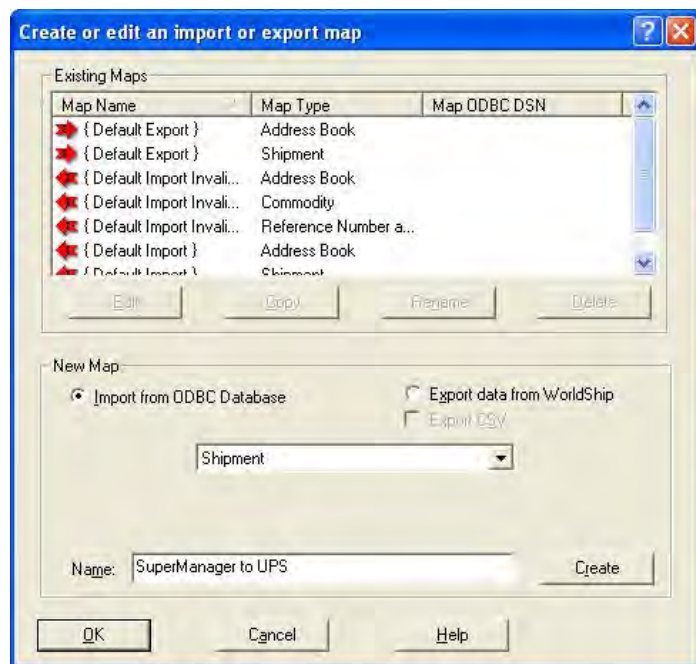 Create or edit an import or export map
Existing Maps
Map Name Map Type Map ODBC DSN
{ Default Export } Address Book
{ Default Export } Shipment
{ Default Import Invali... Address Book
{ Default Import Invali... Commodity
{ Default Import Invali... Reference Number a...
{ Default Import } Address Book
{ Default Import } Shipment
Edit Copy Rename Delete
New Map
Import from ODBC Database Export data from WorldShip
Export CSV
Shipment
Name: SuperManager to UPS Create
OK Cancel Help